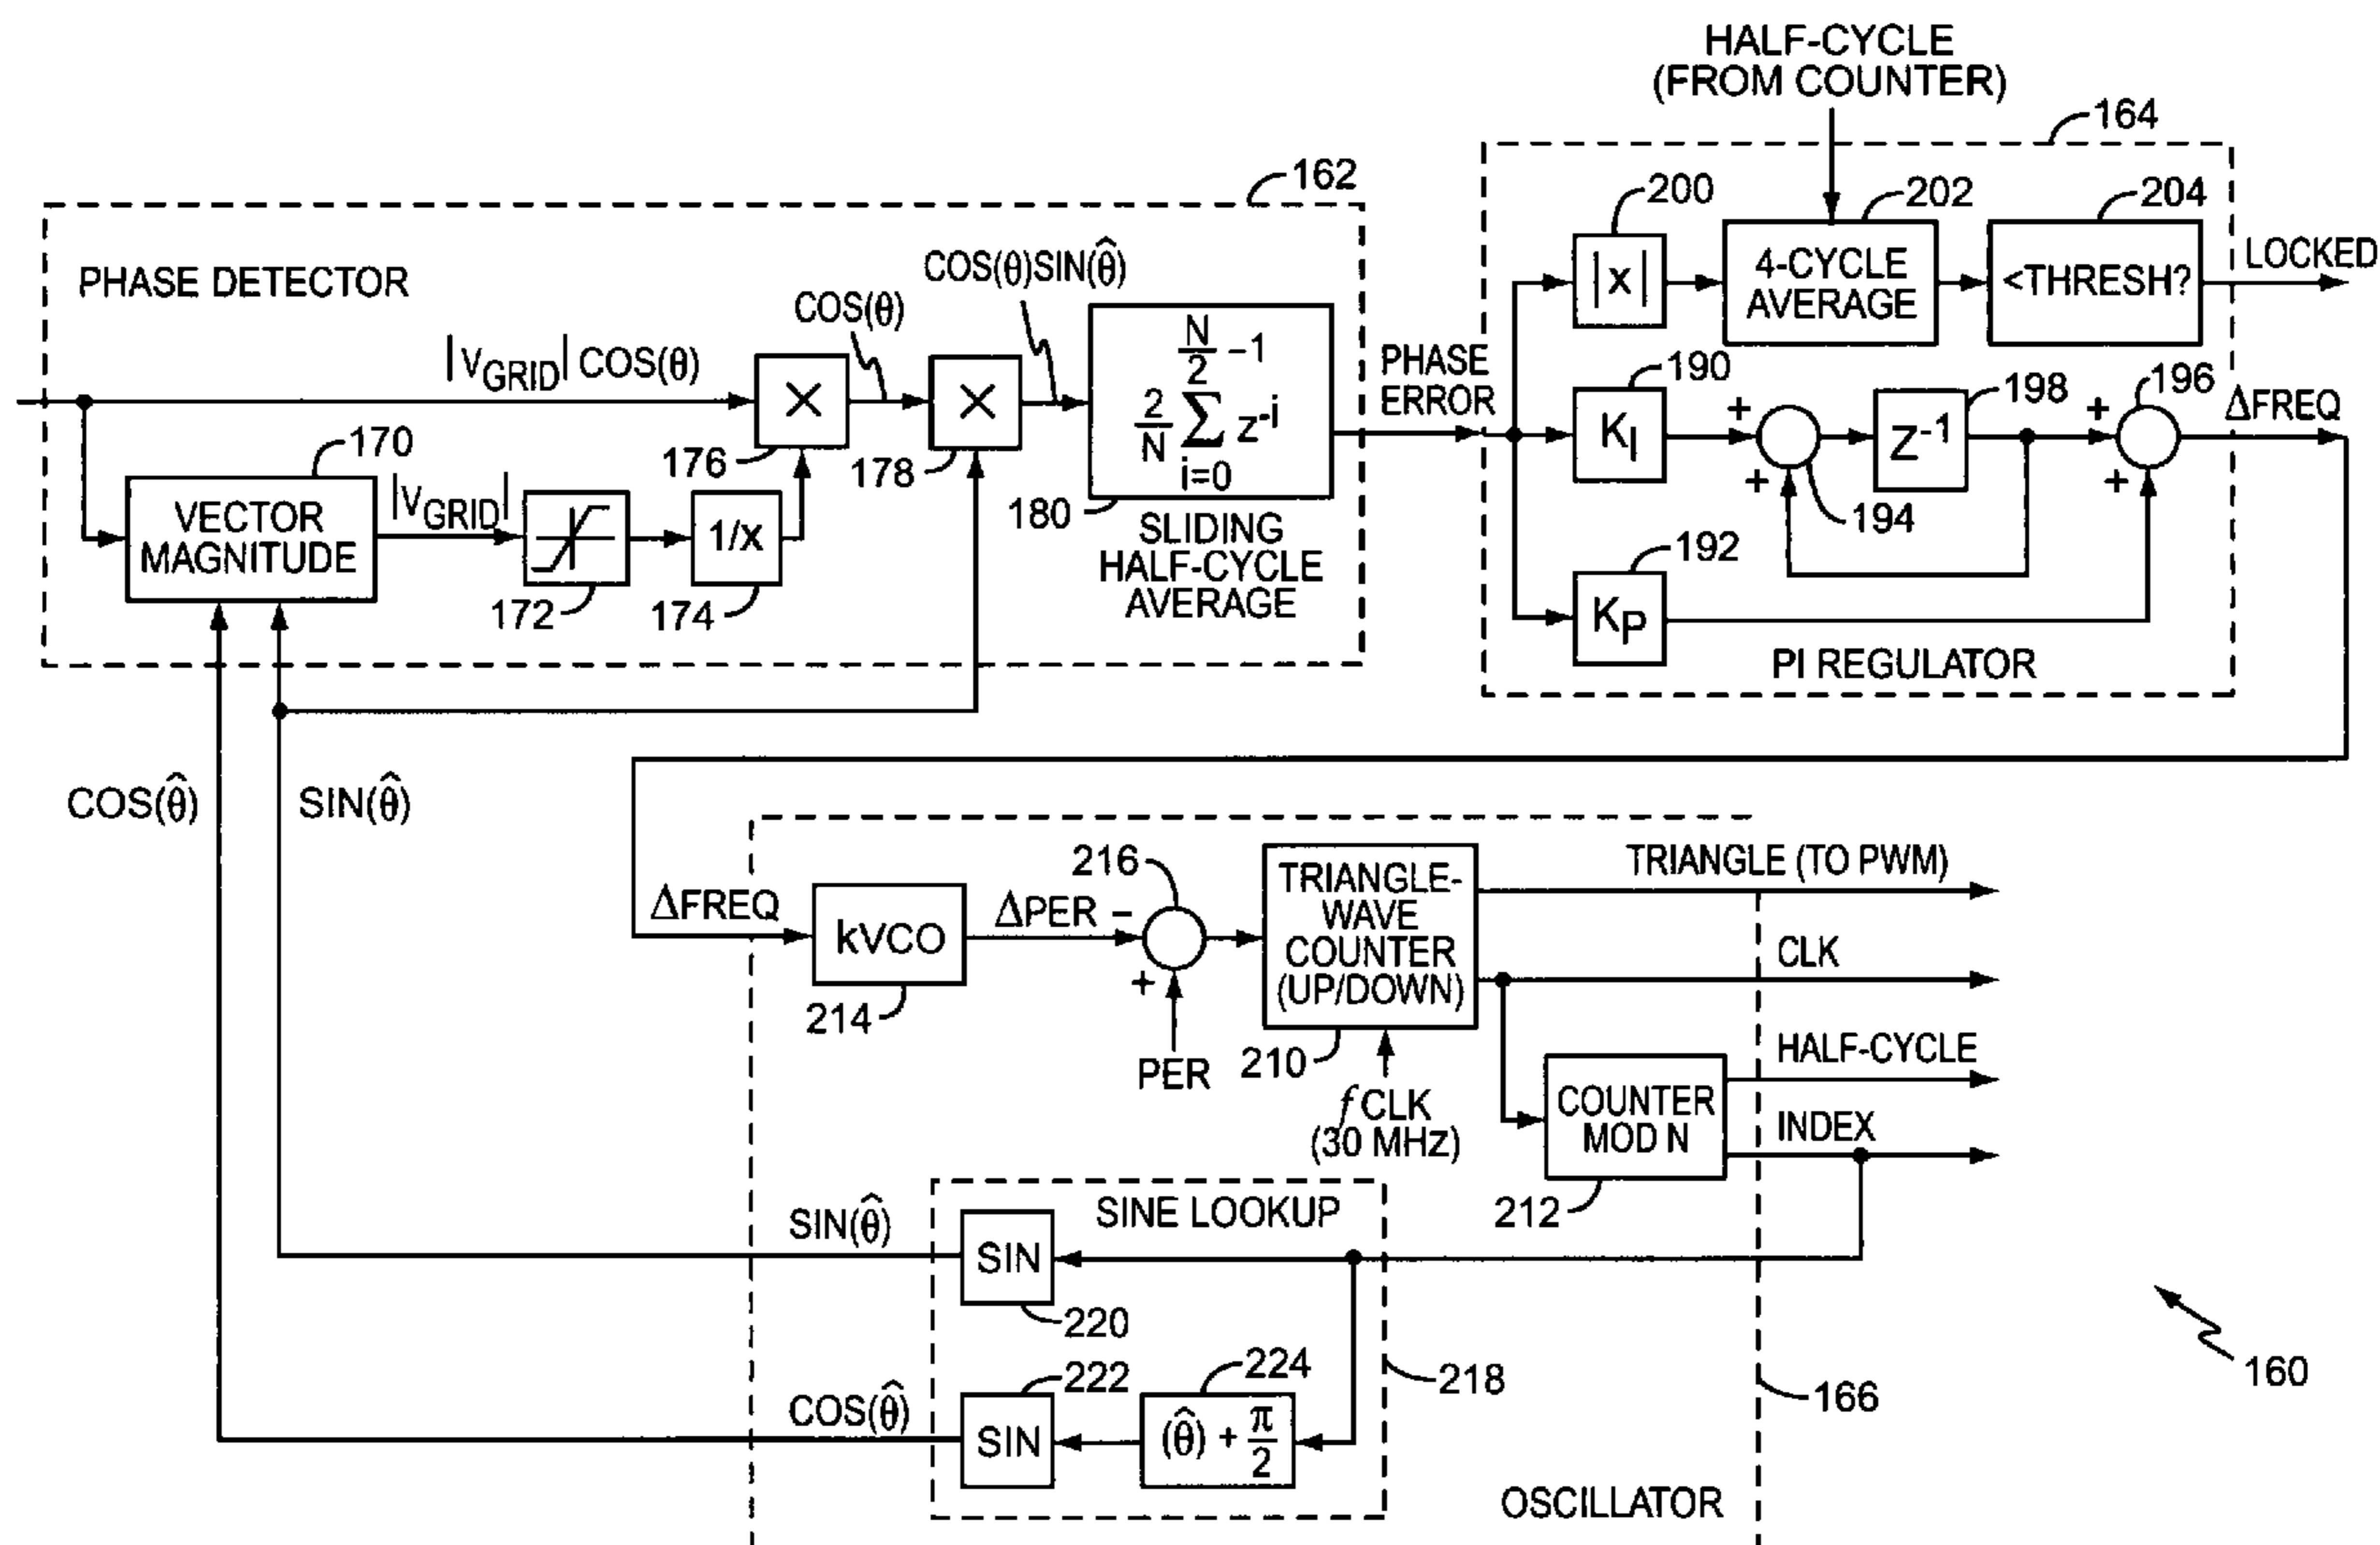 HALF-CYCLE
(FROM COUNTER)
164
162
PHASE DETECTOR
|V_GRID| COS(θ)
COS(θ)
COS(θ)SIN(θ̂)
170
VECTOR
MAGNITUDE
|V_GRID|
172
1/x
174
×
176
×
178
N/2 −1
2/N Σ z^-i
i=0
180
SLIDING
HALF-CYCLE
AVERAGE
PHASE
ERROR
200
|x|
202
4-CYCLE
AVERAGE
204
<THRESH?
LOCKED
190
K_I
+
+
194
198
Z^-1
+
+
196
ΔFREQ
192
K_P
PI REGULATOR
COS(θ̂)
SIN(θ̂)
ΔFREQ
kVCO
214
ΔPER
−
216
+
PER
TRIANGLE-
WAVE
COUNTER
(UP/DOWN)
210
fCLK
(30 MHz)
TRIANGLE (TO PWM)
CLK
HALF-CYCLE
COUNTER
MOD N
212
INDEX
SINE LOOKUP
SIN(θ̂)
SIN
220
COS(θ̂)
SIN
222
224
(θ̂) + π/2
218
166
OSCILLATOR
160